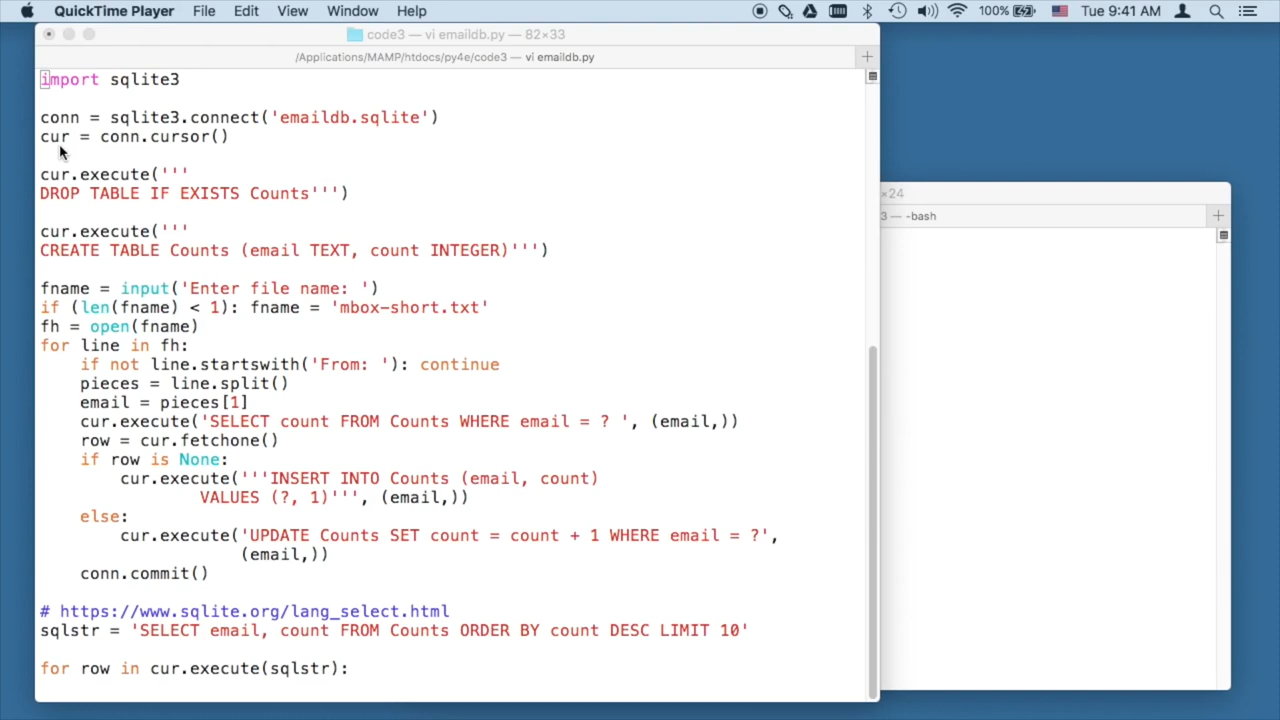 QuickTime Player File Edit View Window Help 100% Tue 9:41 AM
code3 — vi emaildb.py — 82×33
/Applications/MAMP/htdocs/py4e/code3 — vi emaildb.py
import sqlite3
conn = sqlite3.connect('emaildb.sqlite')
cur = conn.cursor()
cur.execute('''
DROP TABLE IF EXISTS Counts''')
cur.execute('''
CREATE TABLE Counts (email TEXT, count INTEGER)''')
fname = input('Enter file name: ')
if (len(fname) < 1): fname = 'mbox-short.txt'
fh = open(fname)
for line in fh:
    if not line.startswith('From: '): continue
    pieces = line.split()
    email = pieces[1]
    cur.execute('SELECT count FROM Counts WHERE email = ? ', (email,))
    row = cur.fetchone()
    if row is None:
        cur.execute('''INSERT INTO Counts (email, count)
                VALUES (?, 1)''', (email,))
    else:
        cur.execute('UPDATE Counts SET count = count + 1 WHERE email = ?',
                    (email,))
    conn.commit()
# https://www.sqlite.org/lang_select.html
sqlstr = 'SELECT email, count FROM Counts ORDER BY count DESC LIMIT 10'
for row in cur.execute(sqlstr):
×24
3 — -bash